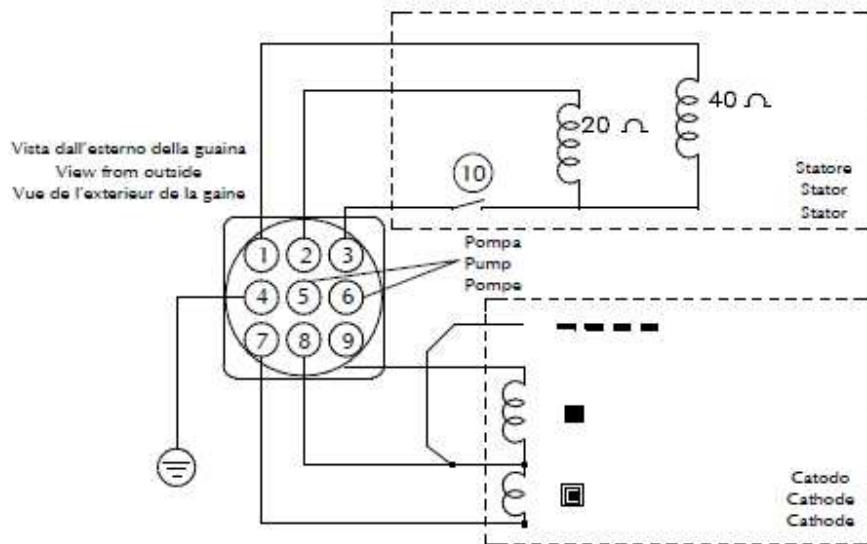 20 Ω
40 Ω
Vista dall'esterno della guaina
View from outside
Vue de l'exterieur de la gaine
10
Statore
Stator
Stator
1
2
3
Pompa
Pump
Pompe
4
5
6
7
8
9
Catodo
Cathode
Cathode